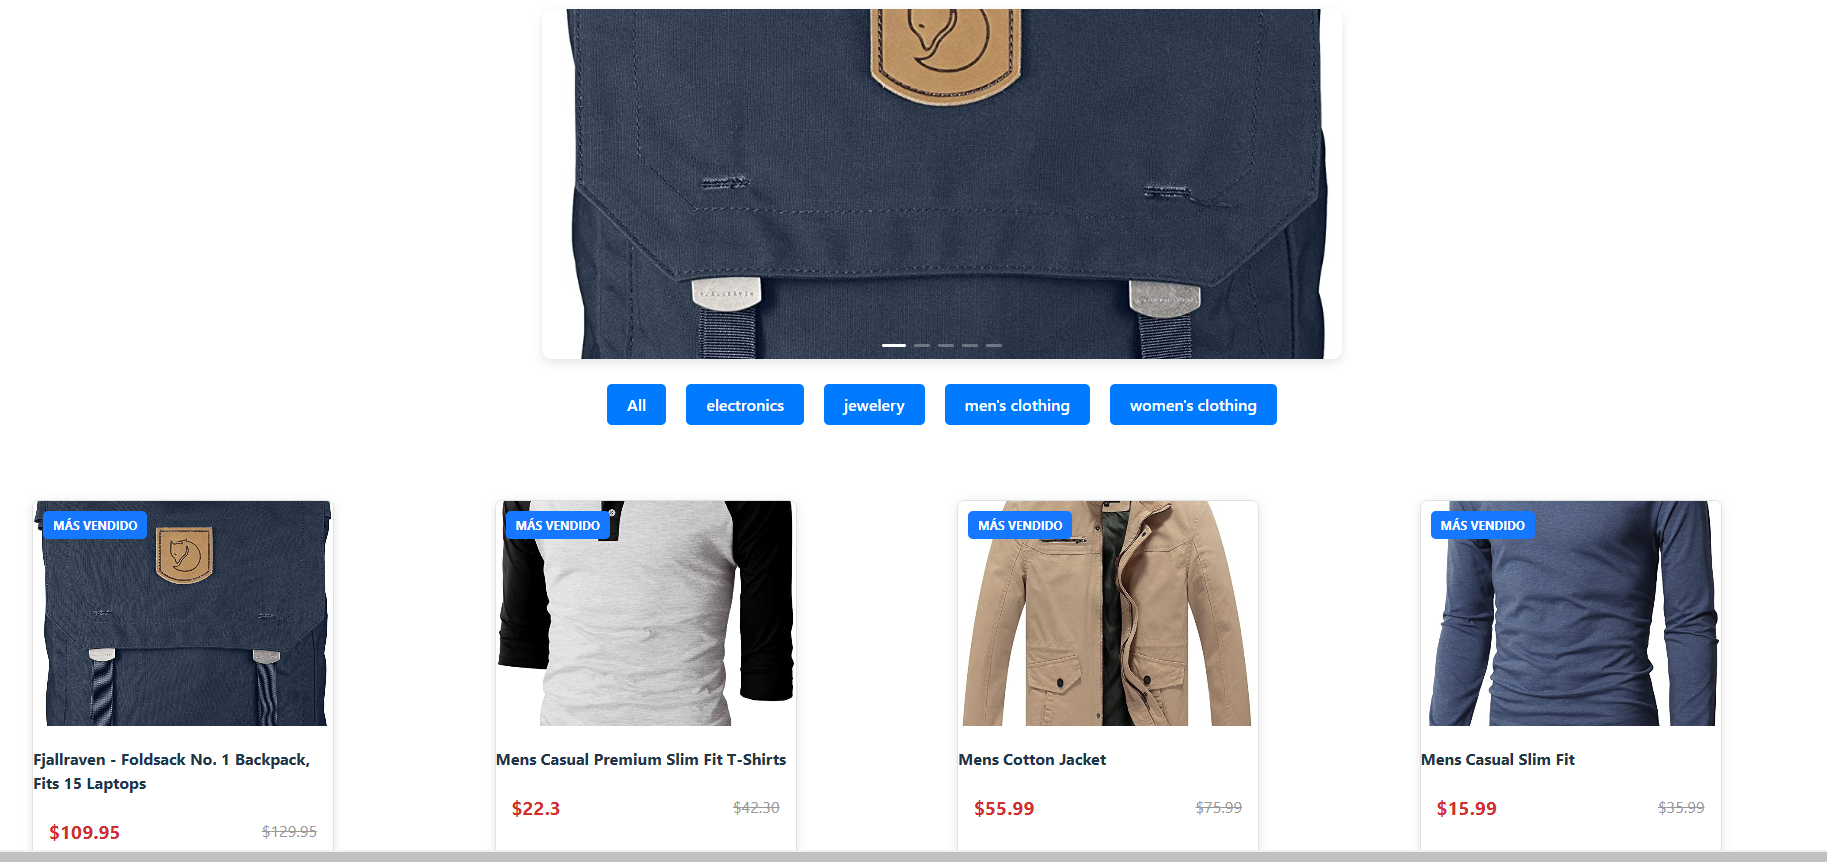 All
electronics
jewelery
men's clothing
women's clothing
MÁS VENDIDO
MÁS VENDIDO
MÁS VENDIDO
MÁS VENDIDO
Fjallraven - Foldsack No. 1 Backpack,
Fits 15 Laptops
$109.95 $129.95
Mens Casual Premium Slim Fit T-Shirts
$22.3 $42.30
Mens Cotton Jacket
$55.99 $75.99
Mens Casual Slim Fit
$15.99 $35.99